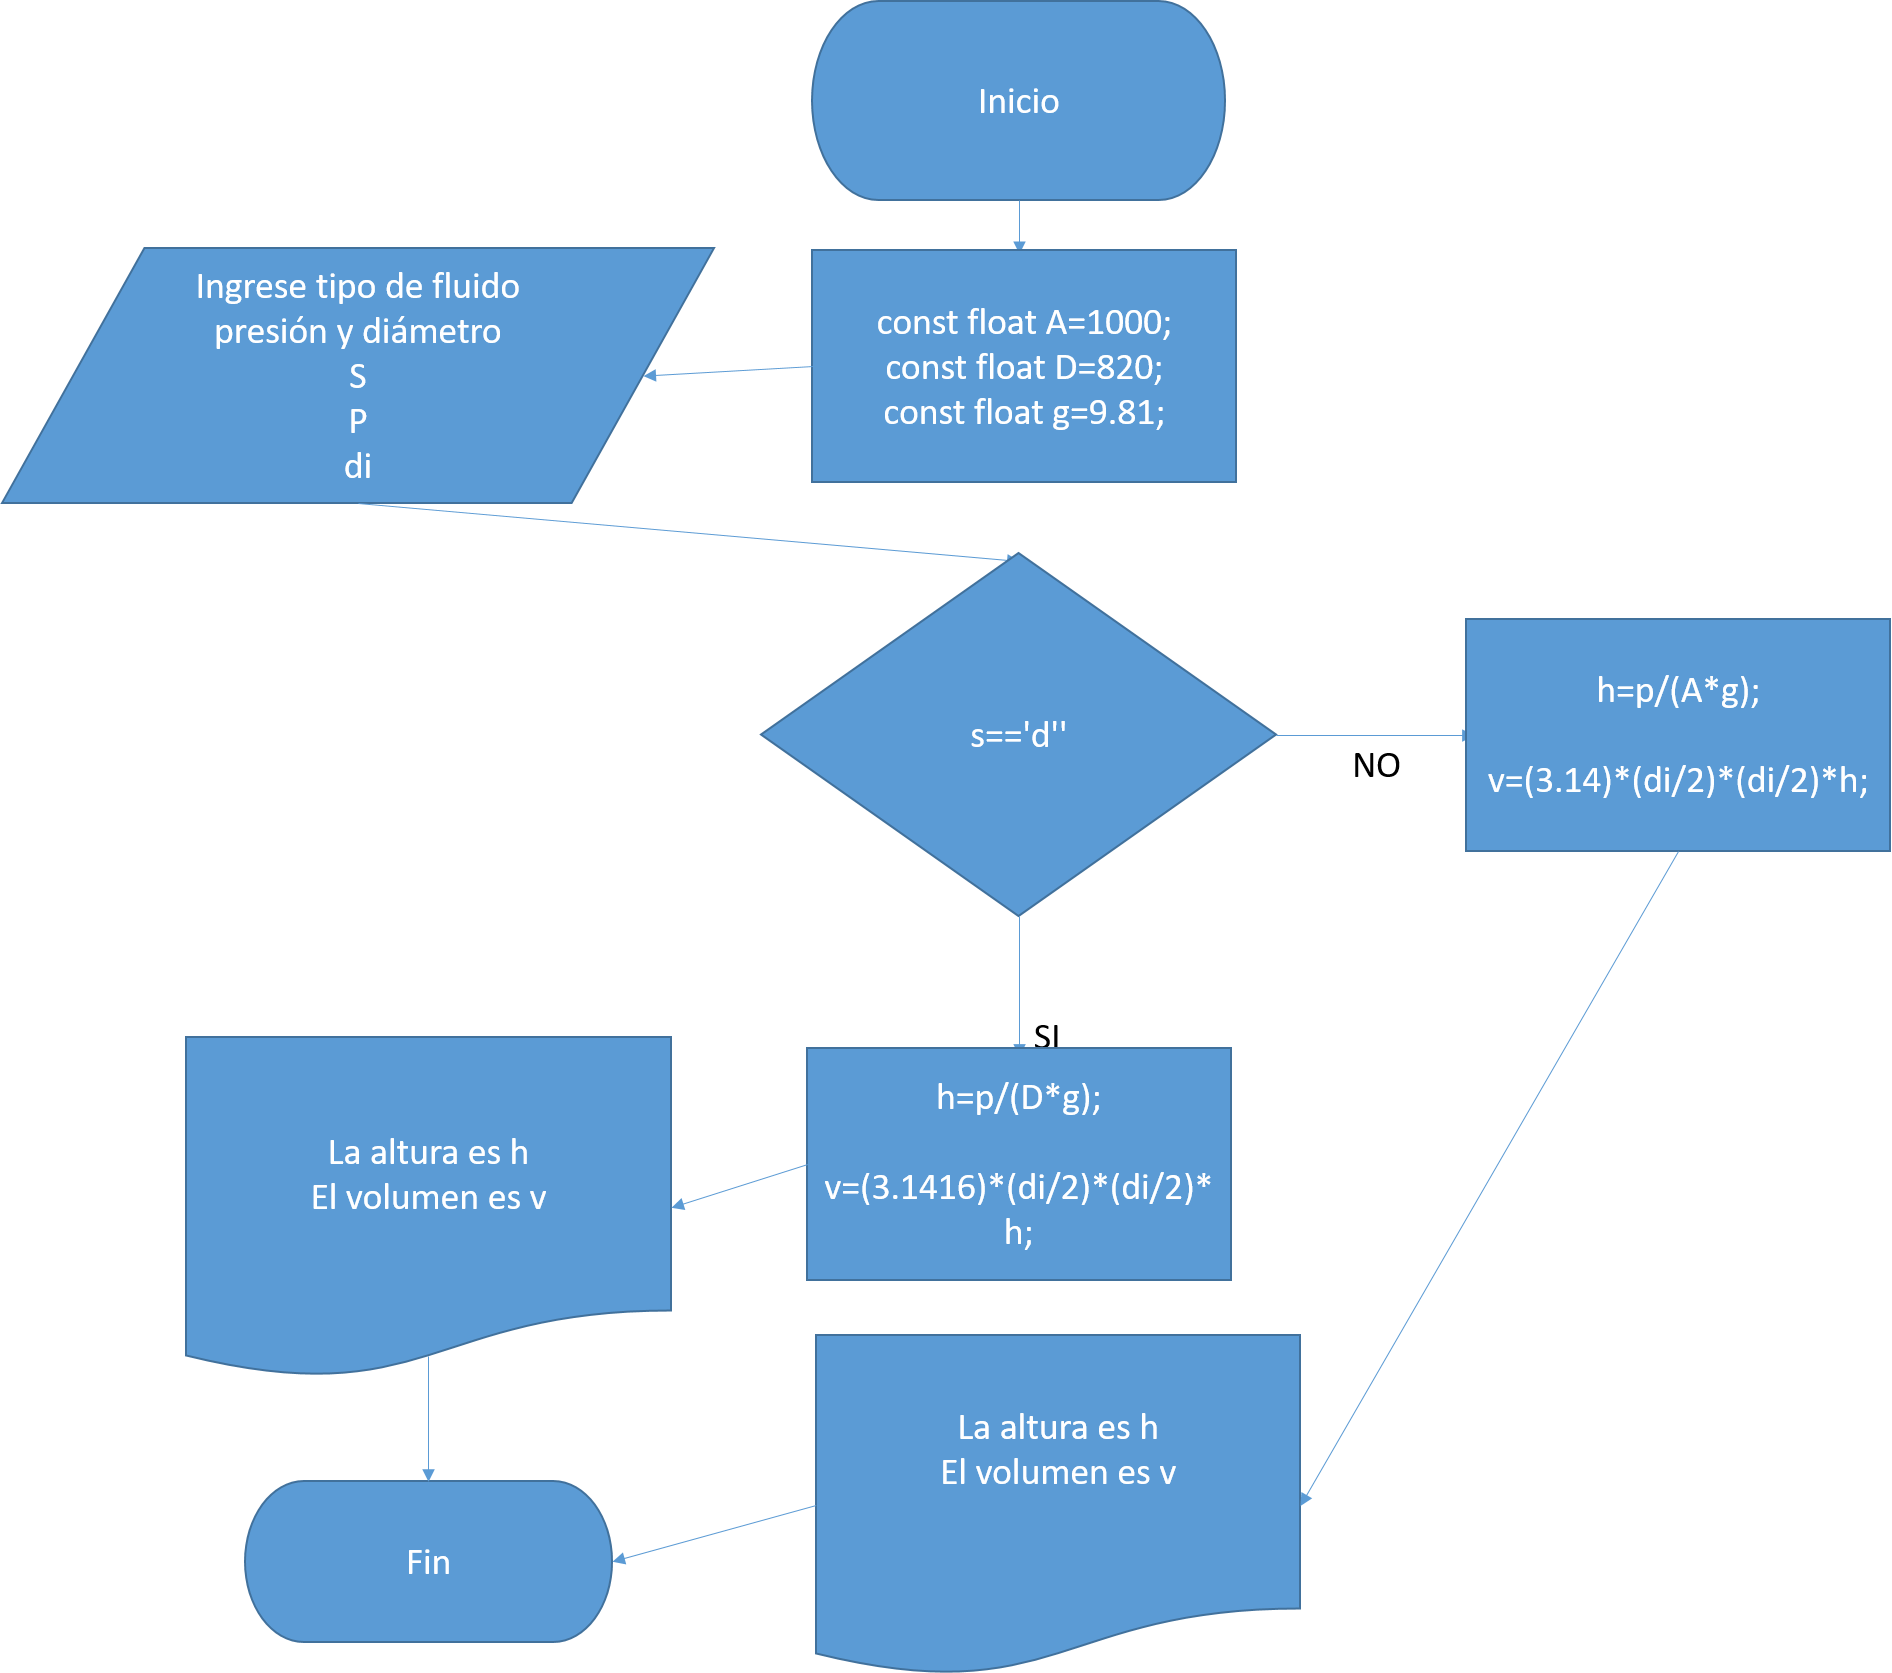 Inicio
const float A=1000;
const float D=820;
const float g=9.81;
Ingrese tipo de fluido
presión y diámetro
S
P
di
s=='d''
NO
h=p/(A*g);
v=(3.14)*(di/2)*(di/2)*h;
SI
h=p/(D*g);
v=(3.1416)*(di/2)*(di/2)*
h;
La altura es h
El volumen es v
La altura es h
El volumen es v
Fin